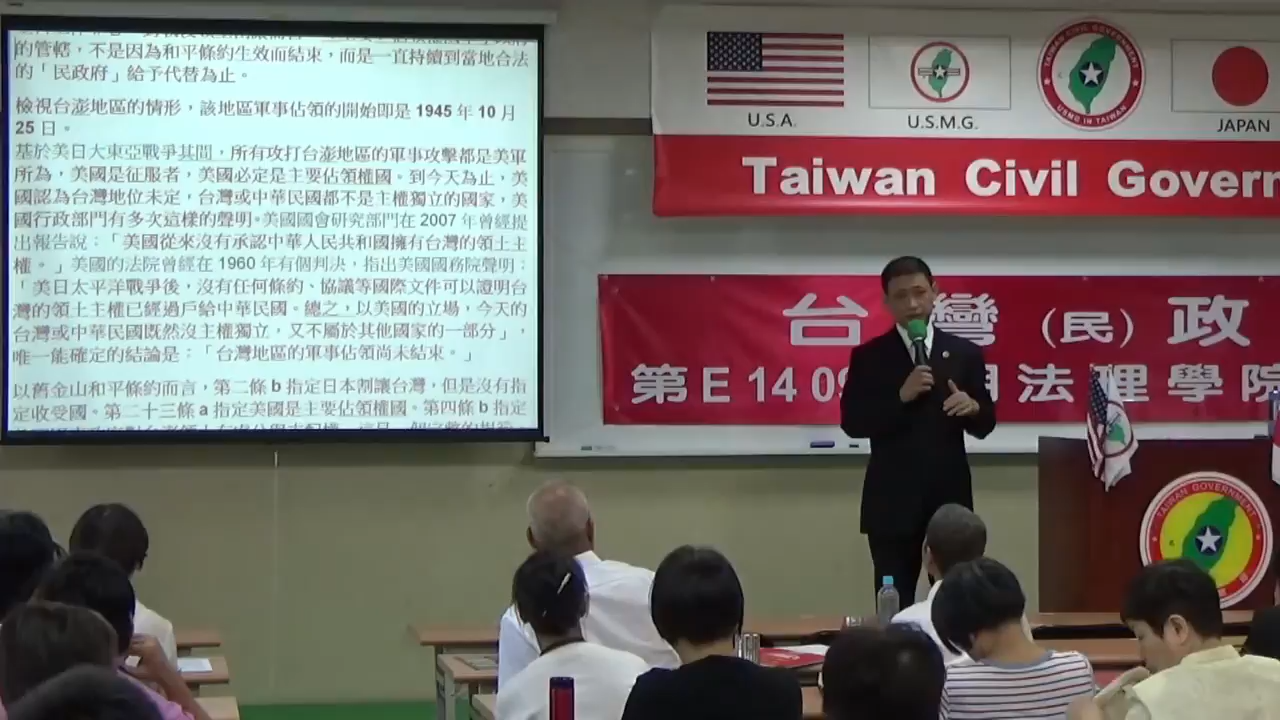 的管轄，不是因為和平條約生效而結束，而是一直持續到當地合法
的「民政府」給予代替為止。
檢視台澎地區的情形，該地區軍事佔領的開始即是 1945 年 10 月
25 日。
基於美日大東亞戰爭其間，所有攻打台澎地區的軍事攻擊都是美軍
所為，美國是征服者，美國必定是主要佔領權國。到今天為止，美
國認為台灣地位未定，台灣或中華民國都不是主權獨立的國家，美
國行政部門有多次這樣的聲明。美國國會研究部門在 2007 年曾經提
出報告說：「美國從來沒有承認中華人民共和國擁有台灣的領土主
權。」美國的法院曾經在 1960 年有個判決，指出美國國務院聲明：
「美日太平洋戰爭後，沒有任何條約、協議等國際文件可以證明台
灣的領土主權已經過戶給中華民國。總之，以美國的立場，今天的
台灣或中華民國既然沒主權獨立，又不屬於其他國家的一部分」，
唯一能確定的結論是：「台灣地區的軍事佔領尚未結束。」
以舊金山和平條約而言，第二條 b 指定日本割讓台灣，但是沒有指
定收受國。第二十三條 a 指定美國是主要佔領權國。第四條 b 指定
U.S.A.
U.S.M.G.
TAIWAN CIVIL GOVERNMENT
USMG IN TAIWAN
JAPAN
Taiwan Civil Govern
台灣（民）政
第 E 14 09 期 法 理 學 院
TAIWAN GOVERNMENT